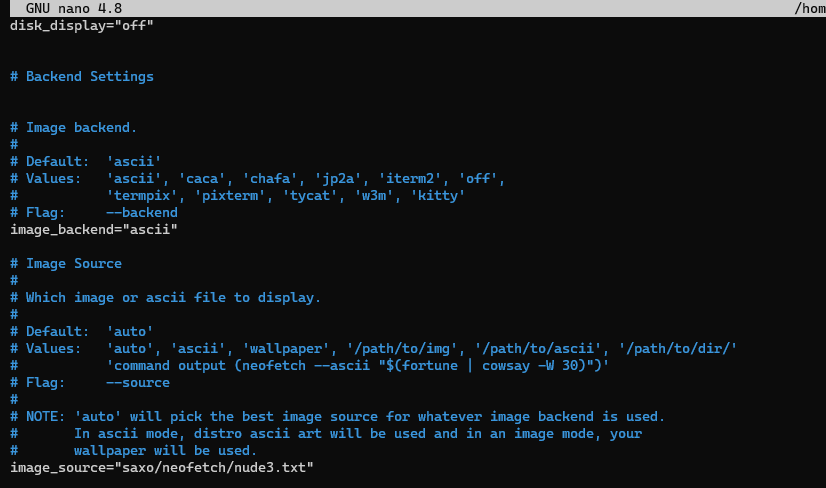 GNU nano 4.8 /hom
disk_display="off"
# Backend Settings
# Image backend.
#
# Default:  'ascii'
# Values:   'ascii', 'caca', 'chafa', 'jp2a', 'iterm2', 'off',
#           'termpix', 'pixterm', 'tycat', 'w3m', 'kitty'
# Flag:     --backend
image_backend="ascii"
# Image Source
#
# Which image or ascii file to display.
#
# Default:  'auto'
# Values:   'auto', 'ascii', 'wallpaper', '/path/to/img', '/path/to/ascii', '/path/to/dir/'
#           'command output (neofetch --ascii "$(fortune | cowsay -W 30)")'
# Flag:     --source
#
# NOTE: 'auto' will pick the best image source for whatever image backend is used.
#       In ascii mode, distro ascii art will be used and in an image mode, your
#       wallpaper will be used.
image_source="saxo/neofetch/nude3.txt"